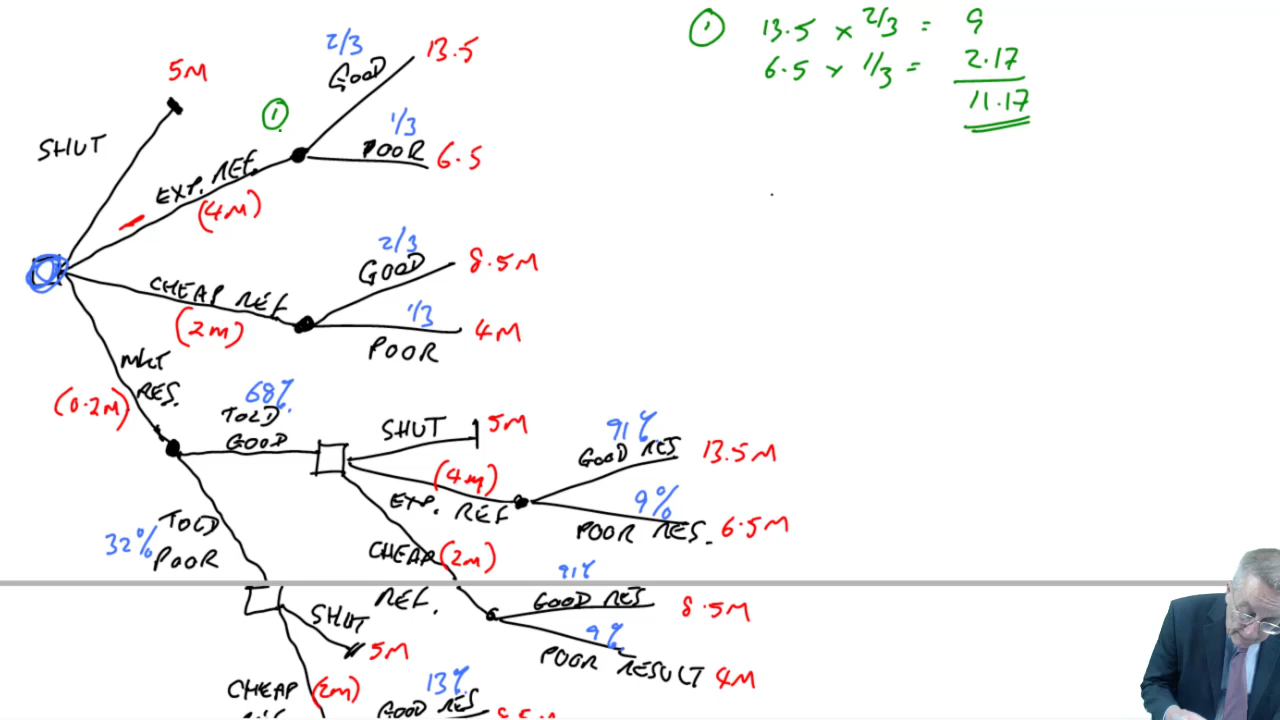 ① 13.5 x 2/3 = 9
6.5 x 1/3 = 2.17
11.17
2/3
GOOD
13.5
5M
①
1/3
POOR
6.5
SHUT
EXP. REF.
(4M)
2/3
GOOD
8.5M
CHEAP REF
(2m)
1/3
4M
POOR
MKT
RES.
(0.2M)
68%
TOLD
GOOD
SHUT
5M
91%
GOOD RES
13.5M
(4m)
EXP. REF
9%
POOR RES.
6.5M
32%
TOLD
POOR
CHEAP
(2m)
REF.
91%
GOOD RES
8.5M
9%
POOR RESULT
4M
SHUT
5M
CHEAP
(2m)
13%
GOOD RES